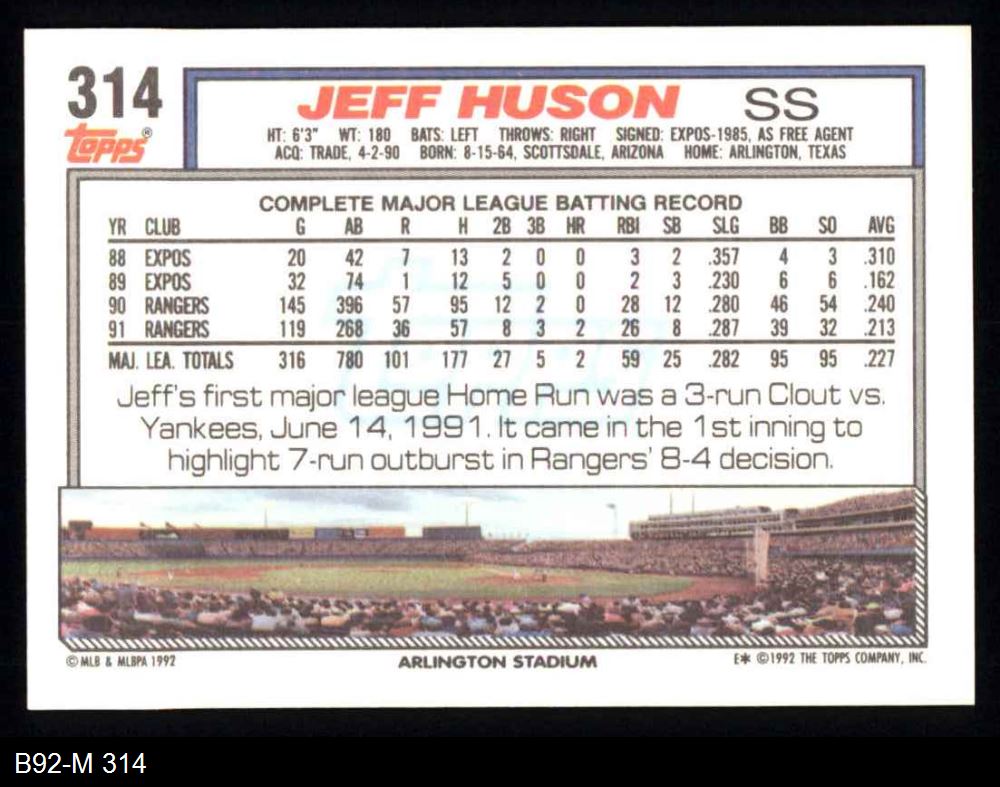 314
JEFF HUSON SS
topps®
HT: 6'3" WT: 180 BATS: LEFT THROWS: RIGHT SIGNED: EXPOS-1985, AS FREE AGENT
ACQ: TRADE, 4-2-90 BORN: 8-15-64, SCOTTSDALE, ARIZONA HOME: ARLINGTON, TEXAS
COMPLETE MAJOR LEAGUE BATTING RECORD
YR CLUB G AB R H 2B 3B HR RBI SB SLG BB SO AVG
88 EXPOS 20 42 7 13 2 0 0 3 2 .357 4 3 .310
89 EXPOS 32 74 1 12 5 0 0 2 3 .230 6 6 .162
90 RANGERS 145 396 57 95 12 2 0 28 12 .280 46 54 .240
91 RANGERS 119 268 36 57 8 3 2 26 8 .287 39 32 .213
MAJ. LEA. TOTALS 316 780 101 177 27 5 2 59 25 .282 95 95 .227
Jeff's first major league Home Run was a 3-run Clout vs.
Yankees, June 14, 1991. It came in the 1st inning to
highlight 7-run outburst in Rangers' 8-4 decision.
© MLB & MLBPA 1992 ARLINGTON STADIUM E* ©1992 THE TOPPS COMPANY, INC.
B92-M 314